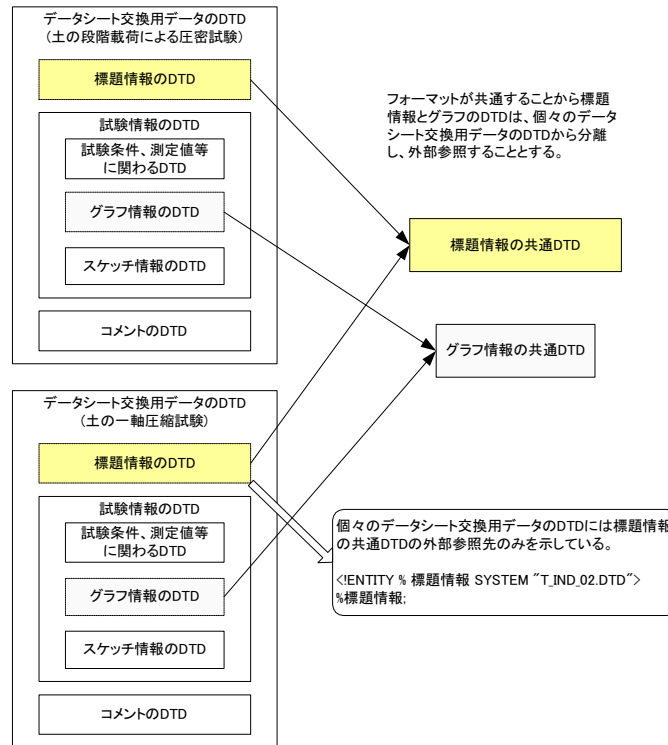 データシート交換用データのDTD
(土の段階載荷による圧密試験)
標題情報のDTD
試験情報のDTD
試験条件、測定値等
に関わるDTD
グラフ情報のDTD
スケッチ情報のDTD
コメントのDTD
フォーマットが共通することから標題
情報とグラフのDTDは、個々のデータ
シート交換用データのDTDから分離
し、外部参照することとする。
標題情報の共通DTD
グラフ情報の共通DTD
データシート交換用データのDTD
(土の一軸圧縮試験)
標題情報のDTD
試験情報のDTD
試験条件、測定値等
に関わるDTD
グラフ情報のDTD
スケッチ情報のDTD
コメントのDTD
個々のデータシート交換用データのDTDには標題情報
の共通DTDの外部参照先のみを示している。
<!ENTITY % 標題情報 SYSTEM "T_IND_02.DTD">
%標題情報;